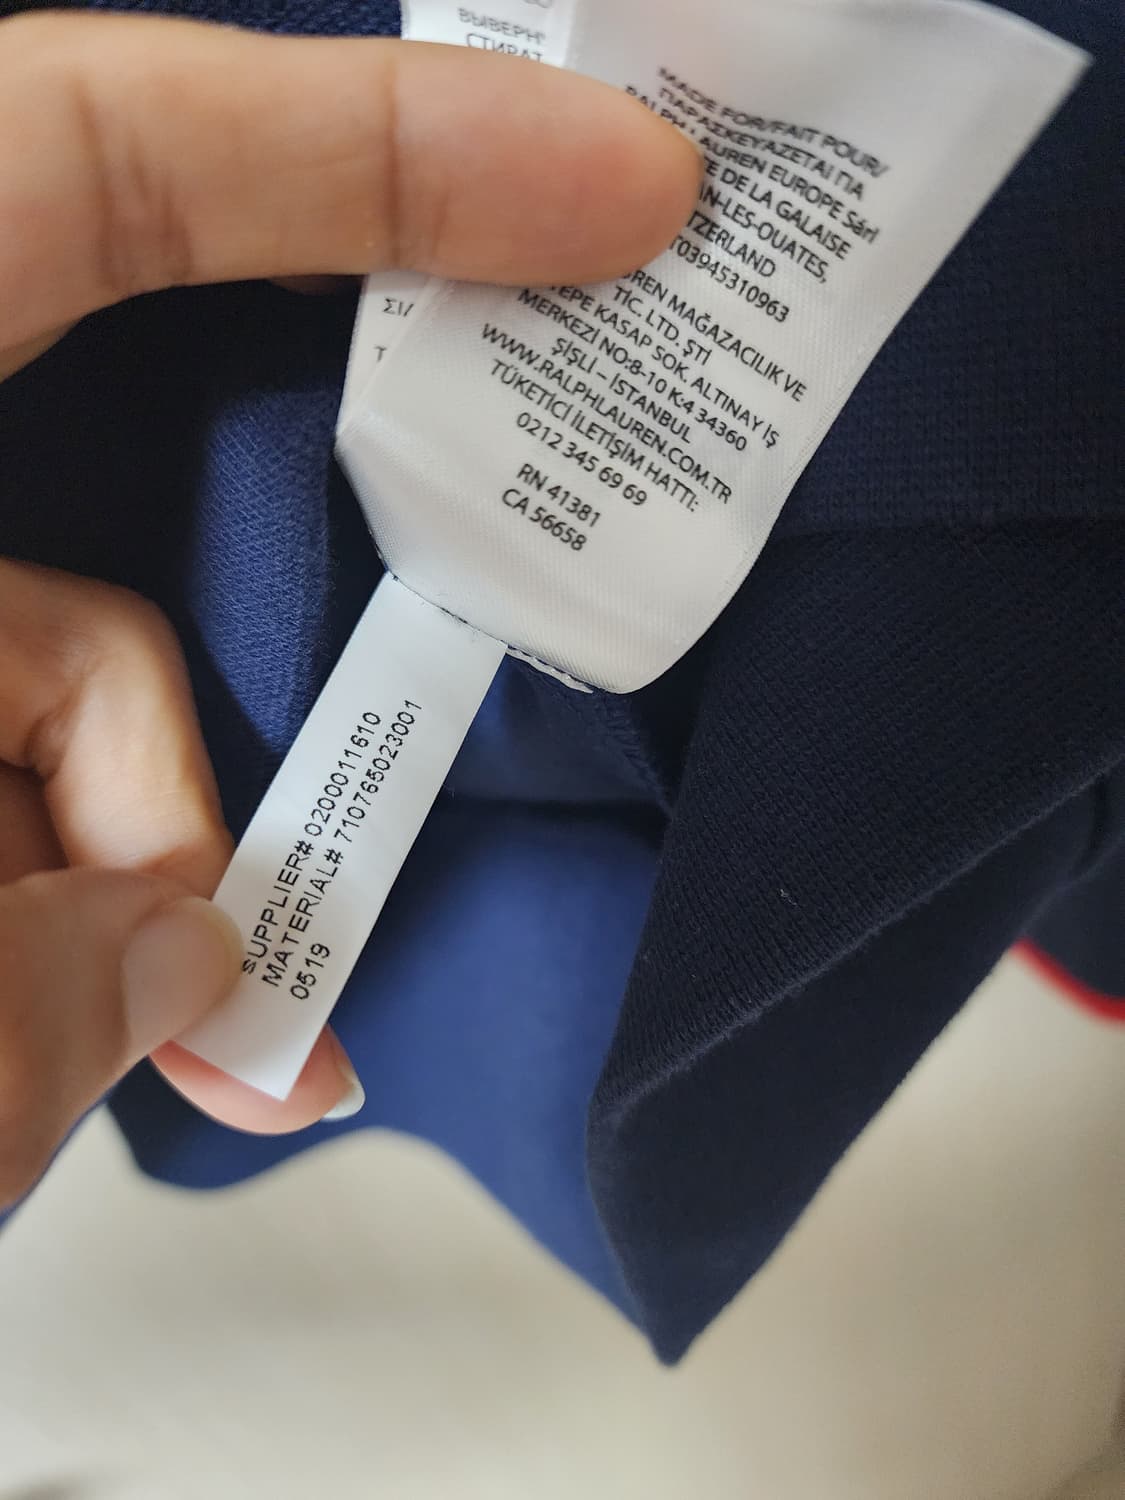 ВЫВЕРН
СТИРАТ
MADE FOR/FAIT POUR/
ΠΑΡΑΣΚΕΥΑΖΕΤΑΙ ΓΙΑ
RALPH LAUREN EUROPE Sàrl
DE LA GALAISE
LES-OUATES,
T03945310963
MAĞAZACILIK VE
TİC. LTD. ŞTİ
KASAP SOK. ALTINAY İŞ
MERKEZİ NO:8-10 K:4 34360
ŞİŞLİ – İSTANBUL
WWW.RALPHLAUREN.COM.TR
TÜKETİCİ İLETİŞİM HATTI:
0212 345 69 69
RN 41381
CA 56658
SUPPLIER# 0200011610
MATERIAL# 710765023001
0519